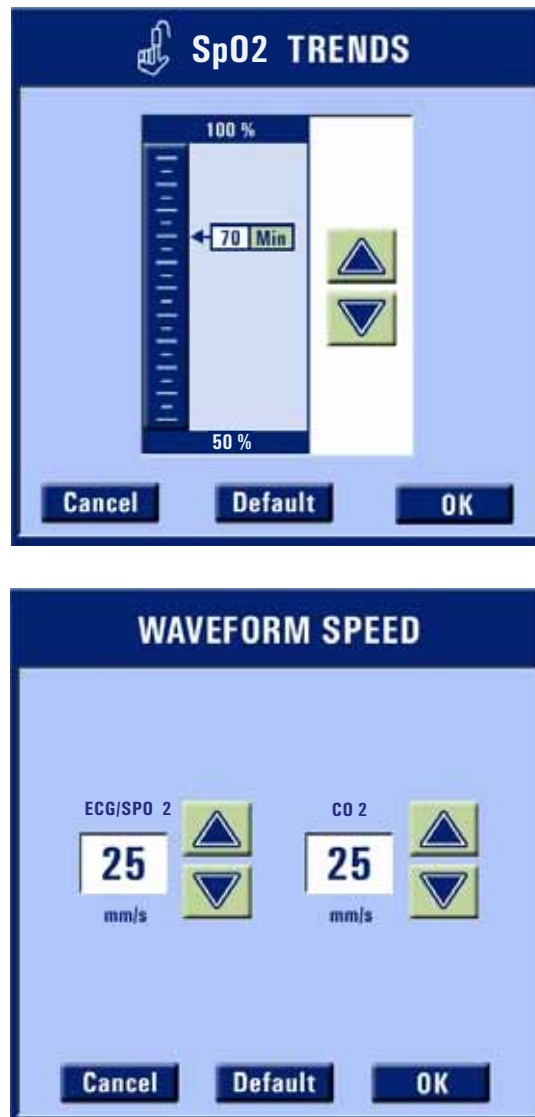 SpO2 TRENDS
100 %
70 Min
50 %
Cancel Default OK
WAVEFORM SPEED
ECG/SPO 2 CO 2
25 25
mm/s mm/s
Cancel Default OK